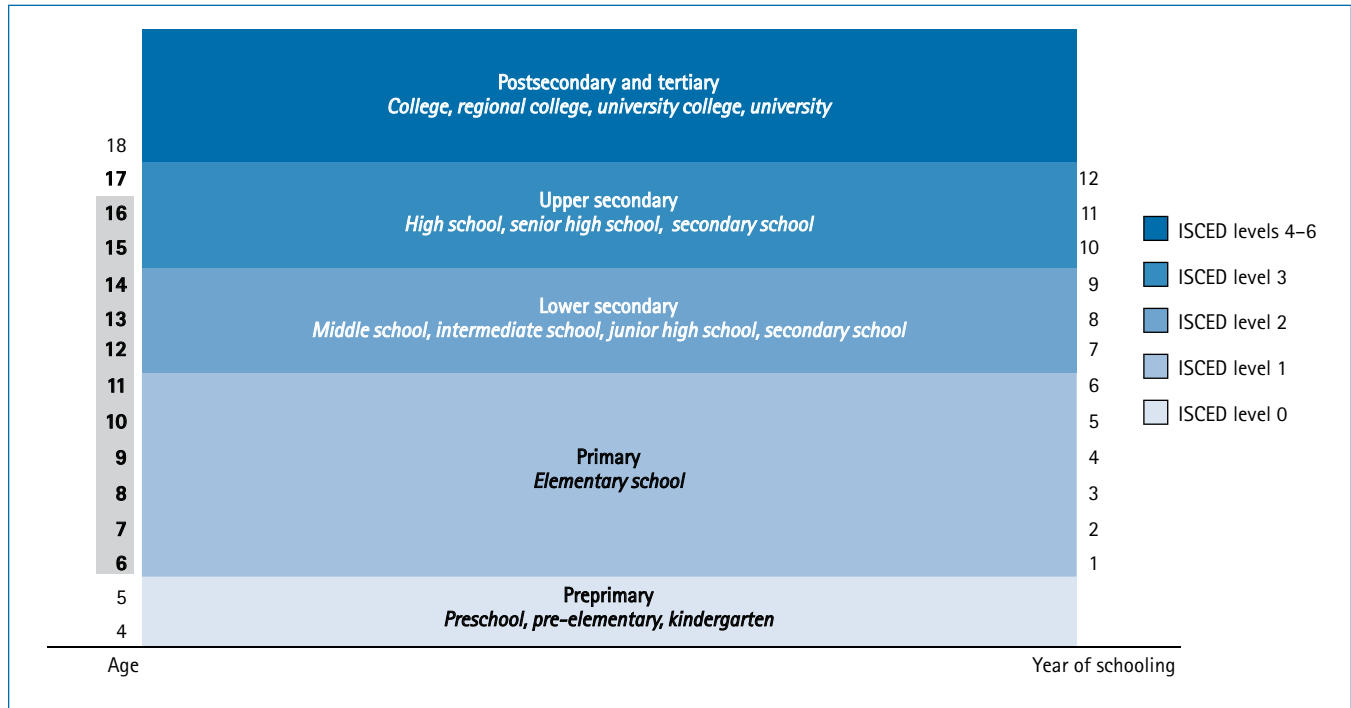 Postsecondary and tertiary
College, regional college, university college, university
18
17
12
Upper secondary
16
High school, senior high school, secondary school
11
15
10
ISCED levels 4–6
14
9
ISCED level 3
Lower secondary
13
Middle school, intermediate school, junior high school, secondary school
8
ISCED level 2
12
7
11
6
ISCED level 1
10
5
ISCED level 0
9
Primary
4
Elementary school
8
3
7
2
6
1
5
Preprimary
Preschool, pre-elementary, kindergarten
4
Age
Year of schooling